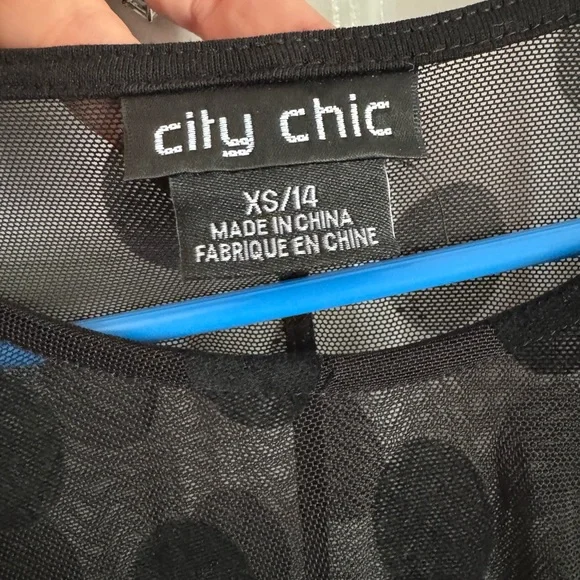 city chic
XS/14
MADE IN CHINA
FABRIQUE EN CHINE